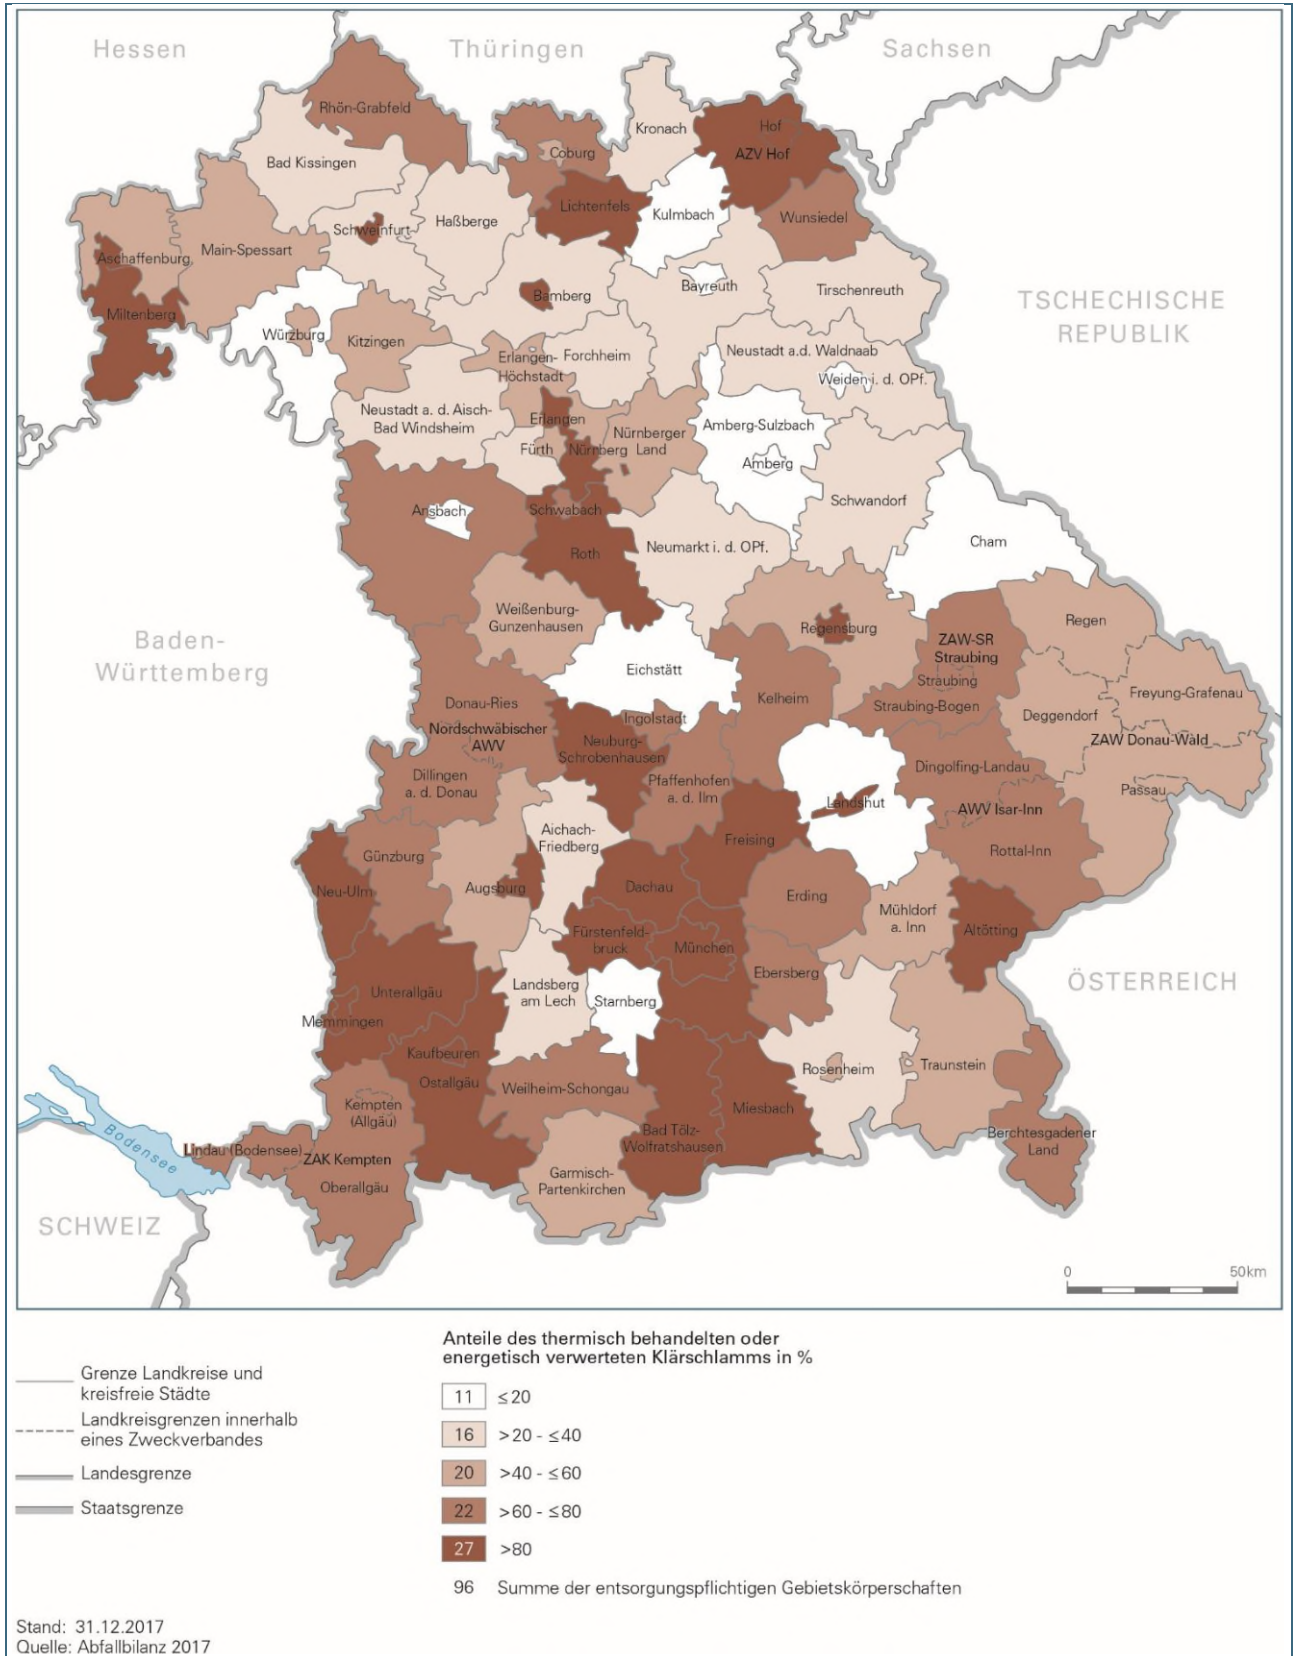 Hessen
Thüringen
Sachsen
Rhön-Grabfeld
Kronach
Hof
AZV Hof
Coburg
Bad Kissingen
Lichtenfels
Kulmbach
Wunsiedel
Schweinfurt
Haßberge
Main-Spessart
Aschaffenburg
Bamberg
Bayreuth
Tirschenreuth
TSCHECHISCHE
REPUBLIK
Miltenberg
Würzburg
Kitzingen
Erlangen-
Höchstadt
Forchheim
Neustadt a.d. Waldnaab
Weiden i. d. OPf.
Neustadt a. d. Aisch-
Bad Windsheim
Erlangen
Fürth
Nürnberg
Nürnberger
Land
Amberg-Sulzbach
Amberg
Schwandorf
Ansbach
Schwabach
Roth
Neumarkt i. d. OPf.
Cham
Weißenburg-
Gunzenhausen
Regensburg
Regen
ZAW-SR
Straubing
Straubing
Straubing-Bogen
Baden-
Württemberg
Eichstätt
Kelheim
Deggendorf
Freyung-Grafenau
ZAW Donau-Wald
Passau
Donau-Ries
Nordschwäbischer
AWV
Ingolstadt
Neuburg-
Schrobenhausen
Dillingen
a. d. Donau
Pfaffenhofen
a. d. Ilm
Dingolfing-Landau
AWV Isar-Inn
Rottal-Inn
Landshut
Aichach-
Friedberg
Freising
Günzburg
Neu-Ulm
Augsburg
Dachau
Erding
Mühldorf
a. Inn
Altötting
Fürstenfeld-
bruck
München
Ebersberg
ÖSTERREICH
Unterallgäu
Landsberg
am Lech
Starnberg
Memmingen
Kaufbeuren
Ostallgäu
Weilheim-Schongau
Rosenheim
Traunstein
Kempten
(Allgäu)
Miesbach
Bad Tölz-
Wolfratshausen
Berchtesgadener
Land
Bodensee
Lindau (Bodensee)
ZAK Kempten
Oberallgäu
Garmisch-
Partenkirchen
SCHWEIZ
0 50km
Anteile des thermisch behandelten oder
energetisch verwerteten Klärschlamms in %
Grenze Landkreise und
kreisfreie Städte
Landkreisgrenzen innerhalb
eines Zweckverbandes
Landesgrenze
Staatsgrenze
11 ≤20
16 >20 - ≤40
20 >40 - ≤60
22 >60 - ≤80
27 >80
96 Summe der entsorgungspflichtigen Gebietskörperschaften
Stand: 31.12.2017
Quelle: Abfallbilanz 2017